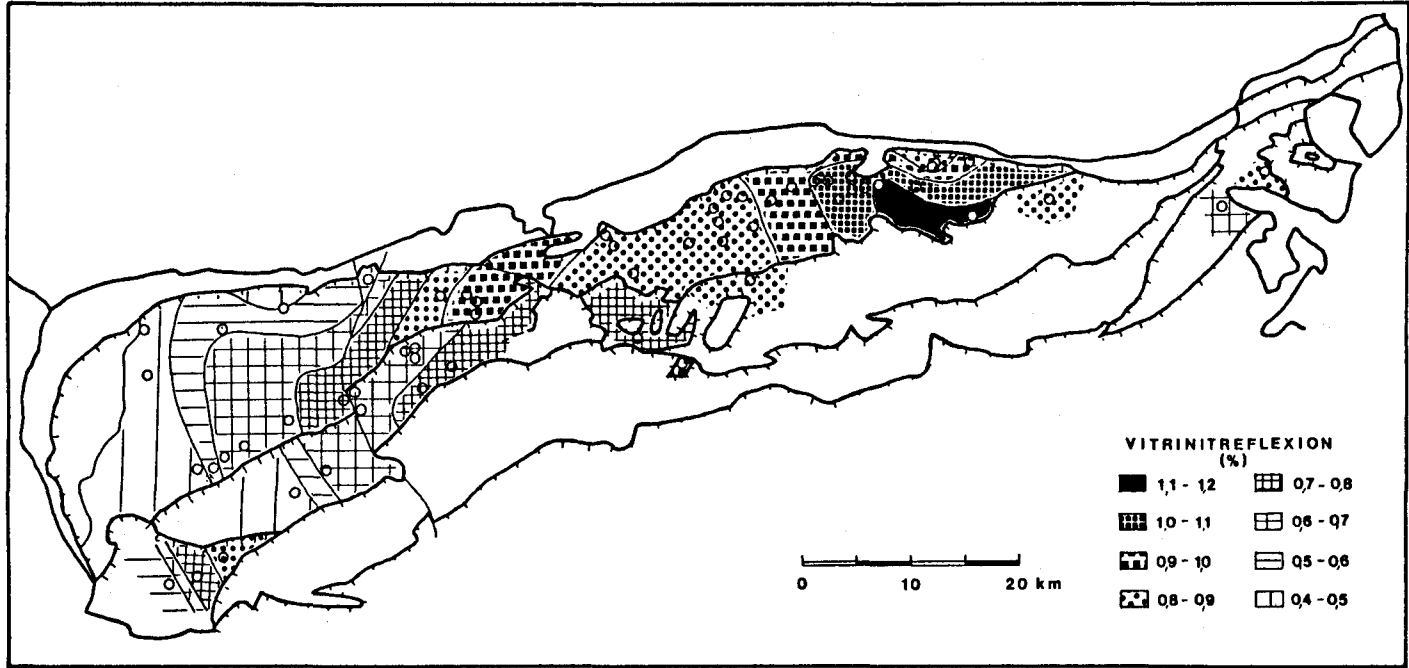 VITRINITREFLEXION
(%)
1,1 - 1,2
0,7 - 0,8
1,0 - 1,1
0,6 - 0,7
0,9 - 1,0
0,5 - 0,6
0,8 - 0,9
0,4 - 0,5
0 10 20 km